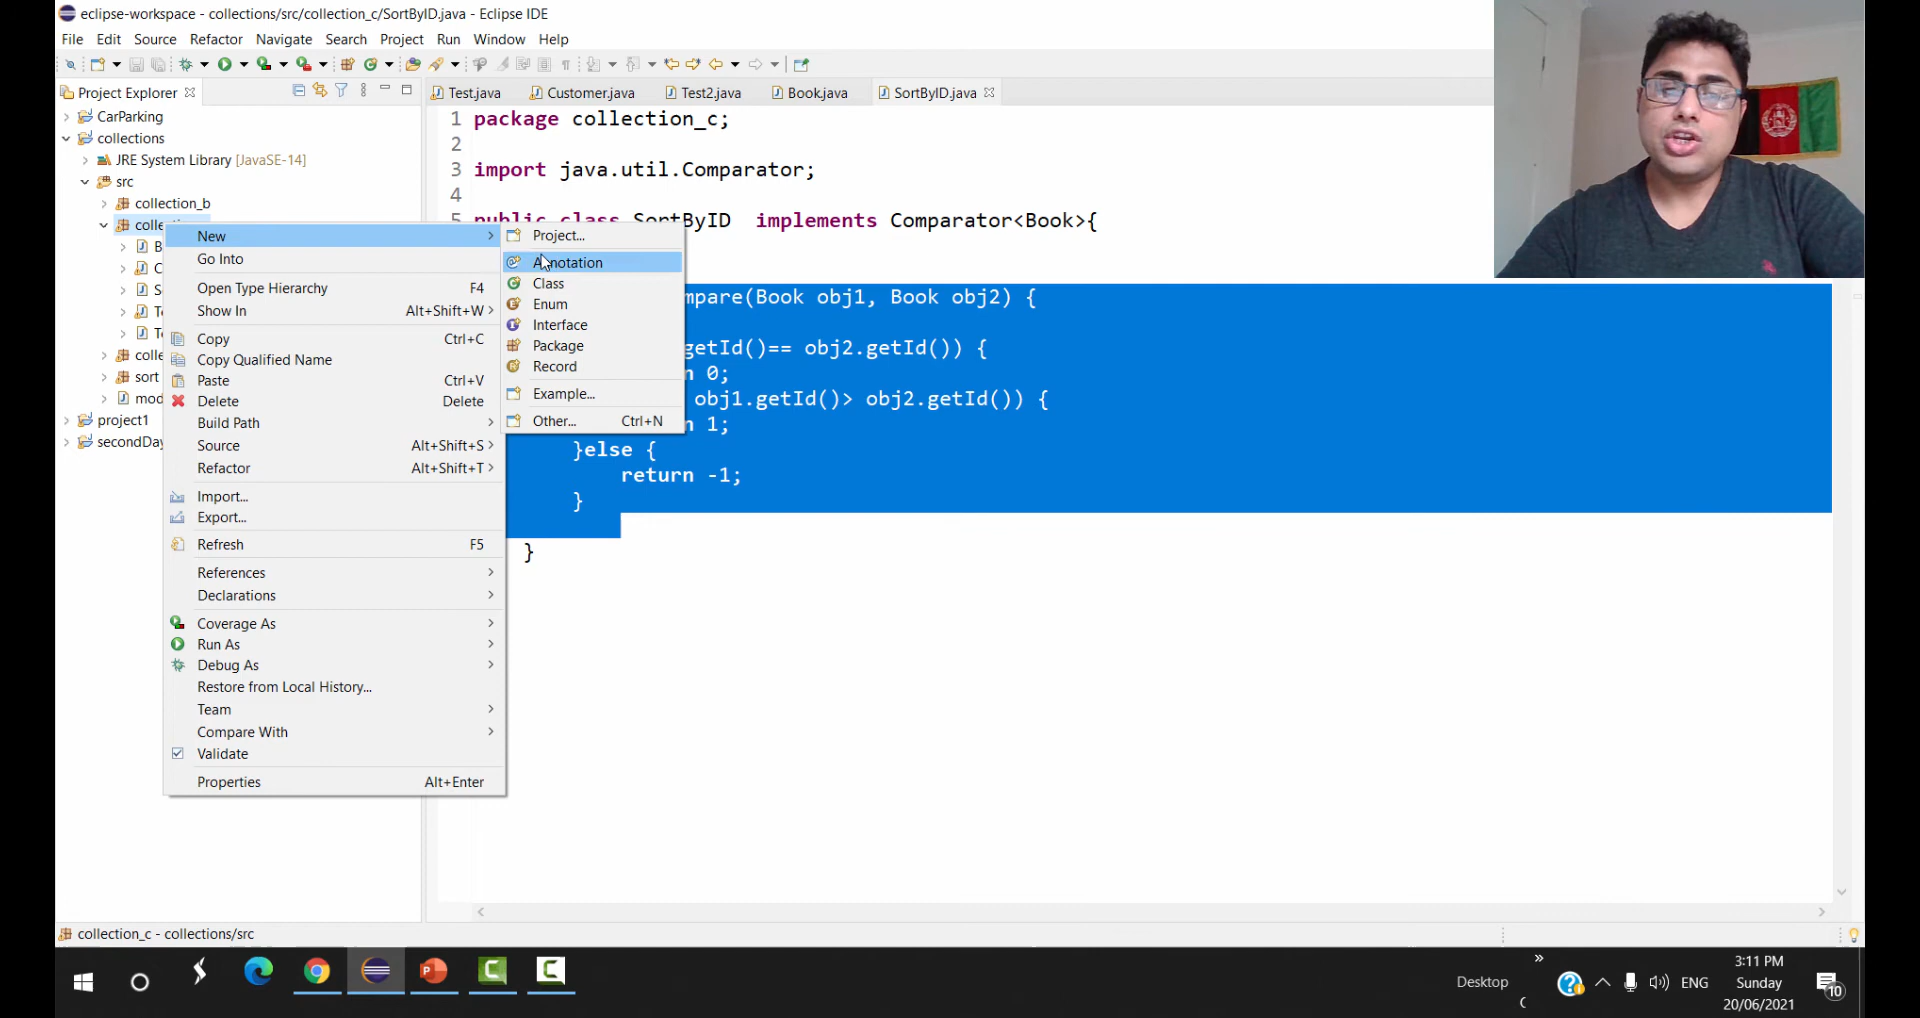 eclipse-workspace - collections/src/collection_c/SortByID.java - Eclipse IDE
File Edit Source Refactor Navigate Search Project Run Window Help
Project Explorer
Test.java Customer.java Test2.java Book.java SortByID.java
CarParking
collections
JRE System Library [JavaSE-14]
src
collection_b
project1
1 package collection_c;
2
3 import java.util.Comparator;
4
5 public class SortByID implements Comparator<Book>{
(Book obj1, Book obj2) {
getId()== obj2.getId()) {
0;
obj1.getId()> obj2.getId()) {
1;
}else {
return -1;
}
}
New
Go Into
Open Type Hierarchy F4
Show In Alt+Shift+W
Copy Ctrl+C
Copy Qualified Name
Paste Ctrl+V
Delete Delete
Build Path
Source Alt+Shift+S
Refactor Alt+Shift+T
Import...
Export...
Refresh F5
References
Declarations
Coverage As
Run As
Debug As
Restore from Local History...
Team
Compare With
Validate
Properties Alt+Enter
Project...
Annotation
Class
Enum
Interface
Package
Record
Example...
Other... Ctrl+N
collection_c - collections/src
Desktop
ENG
3:11 PM
Sunday
20/06/2021
10